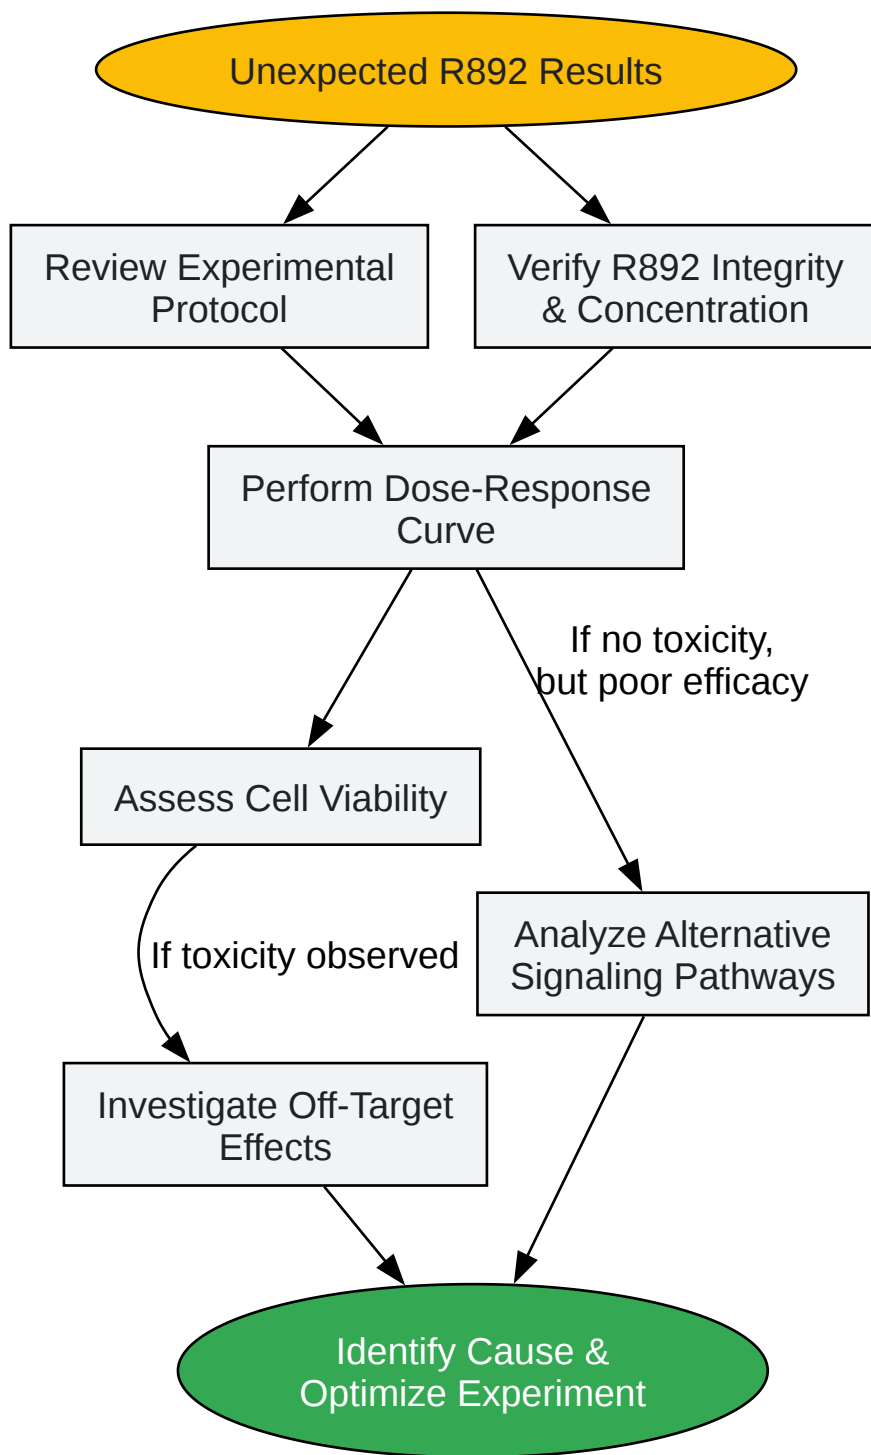 Unexpected R892 Results
Review Experimental
Protocol
Verify R892 Integrity
& Concentration
Perform Dose-Response
Curve
If no toxicity,
but poor efficacy
Assess Cell Viability
If toxicity observed
Analyze Alternative
Signaling Pathways
Investigate Off-Target
Effects
Identify Cause &
Optimize Experiment